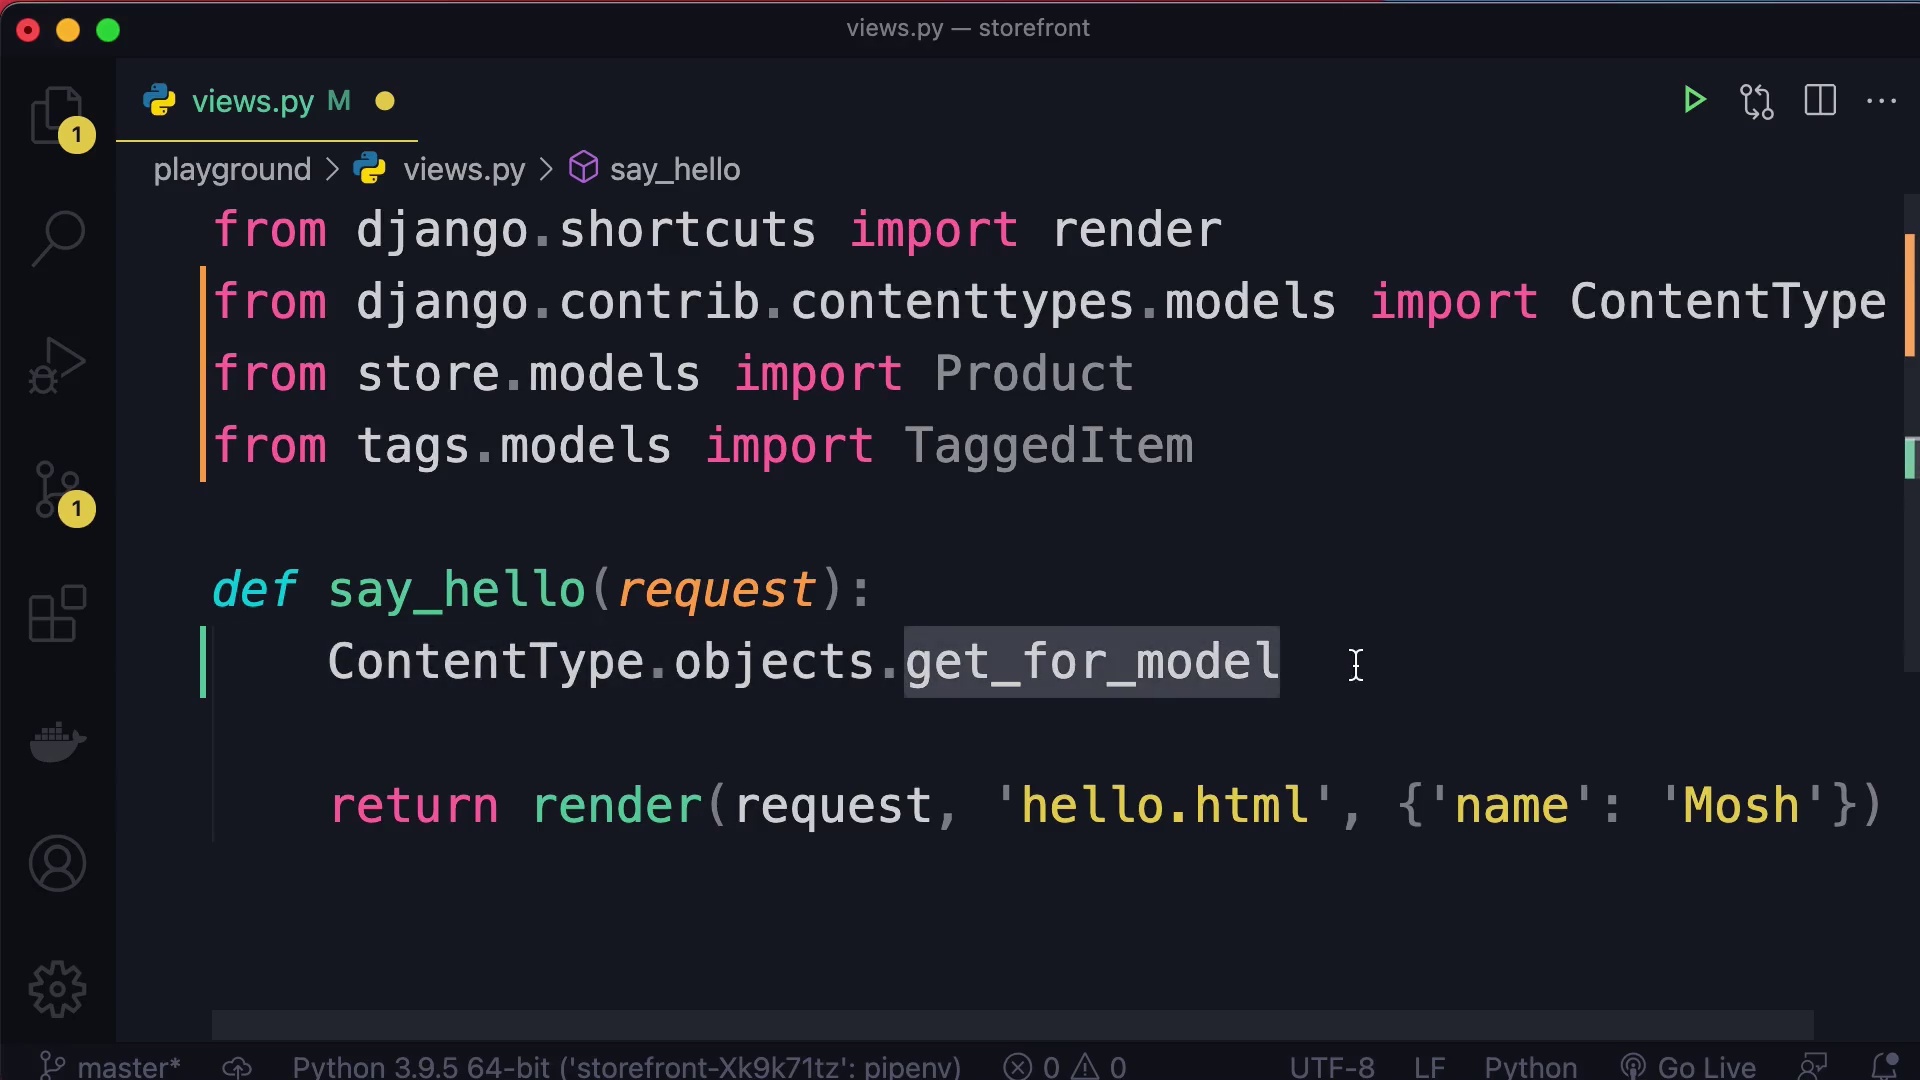 views.py — storefront
views.py M
1
playground > views.py > say_hello
from django.shortcuts import render
from django.contrib.contenttypes.models import ContentType
from store.models import Product
from tags.models import TaggedItem
1
def say_hello(request):
ContentType.objects.get_for_model
return render(request, 'hello.html', {'name': 'Mosh'})
master* Python 3.9.5 64-bit ('storefront-Xk9k71tz': pipenv) 0 0 UTF-8 LF Python Go Live